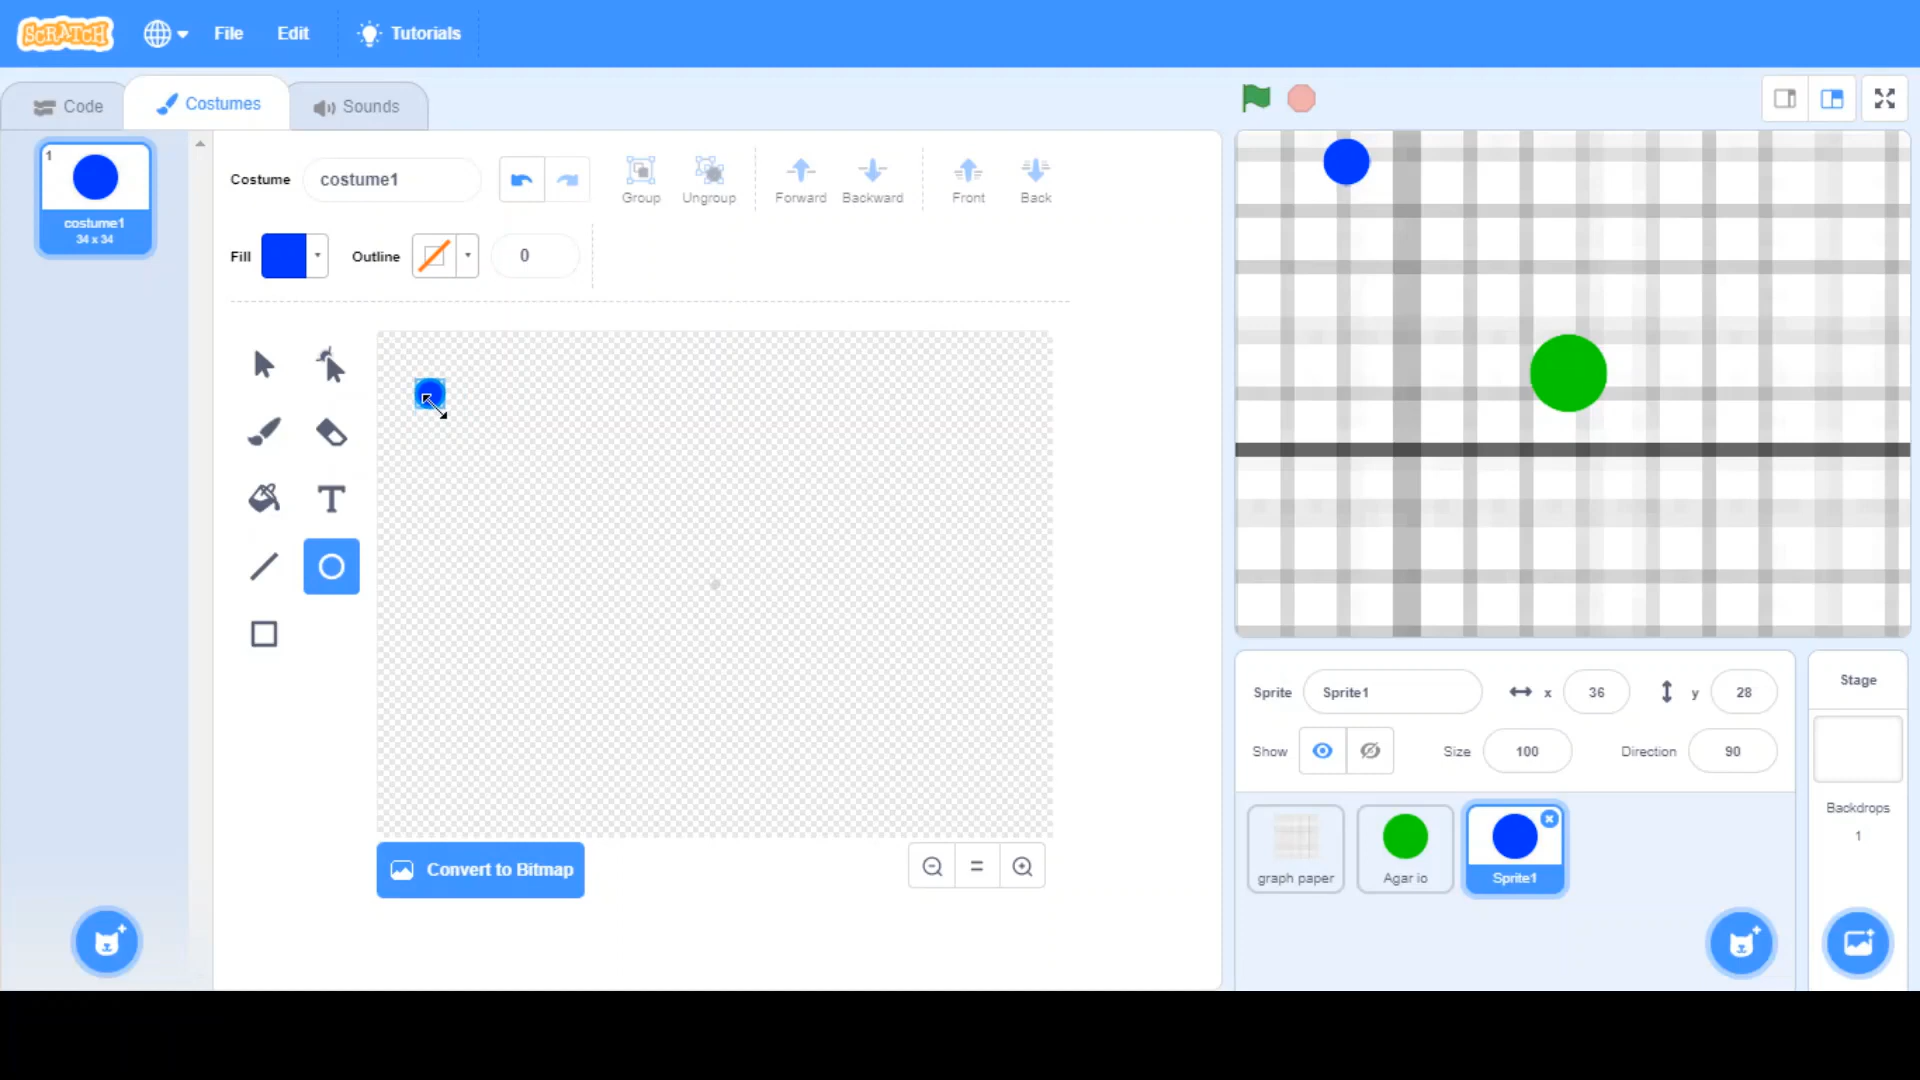 SCRATCH File Edit Tutorials
Code Costumes Sounds
1
costume1
34 x 34
Costume costume1
Group Ungroup Forward Backward Front Back
Fill Outline 0
T
Convert to Bitmap
=
Sprite Sprite1 x 36 y 28
Show Size 100 Direction 90
graph paper Agar io Sprite1
Stage
Backdrops
1